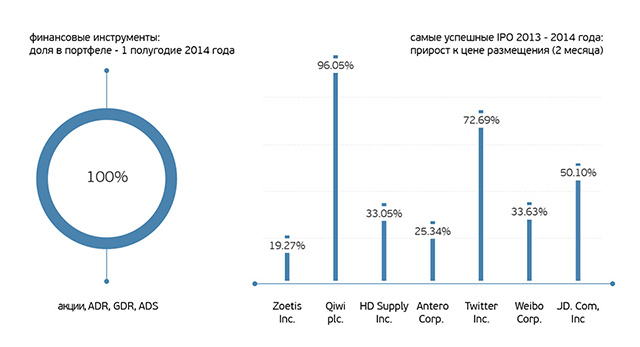 финансовые инструменты:
доля в портфеле - 1 полугодие 2014 года
100%
акции, ADR, GDR, ADS
самые успешные IPO 2013 - 2014 года:
прирост к цене размещения (2 месяца)
96.05%
72.69%
50.10%
33.05%
33.63%
25.34%
19.27%
Zoetis Inc.
Qiwi plc.
HD Supply Inc.
Antero Corp.
Twitter Inc.
Weibo Corp.
JD. Com, Inc